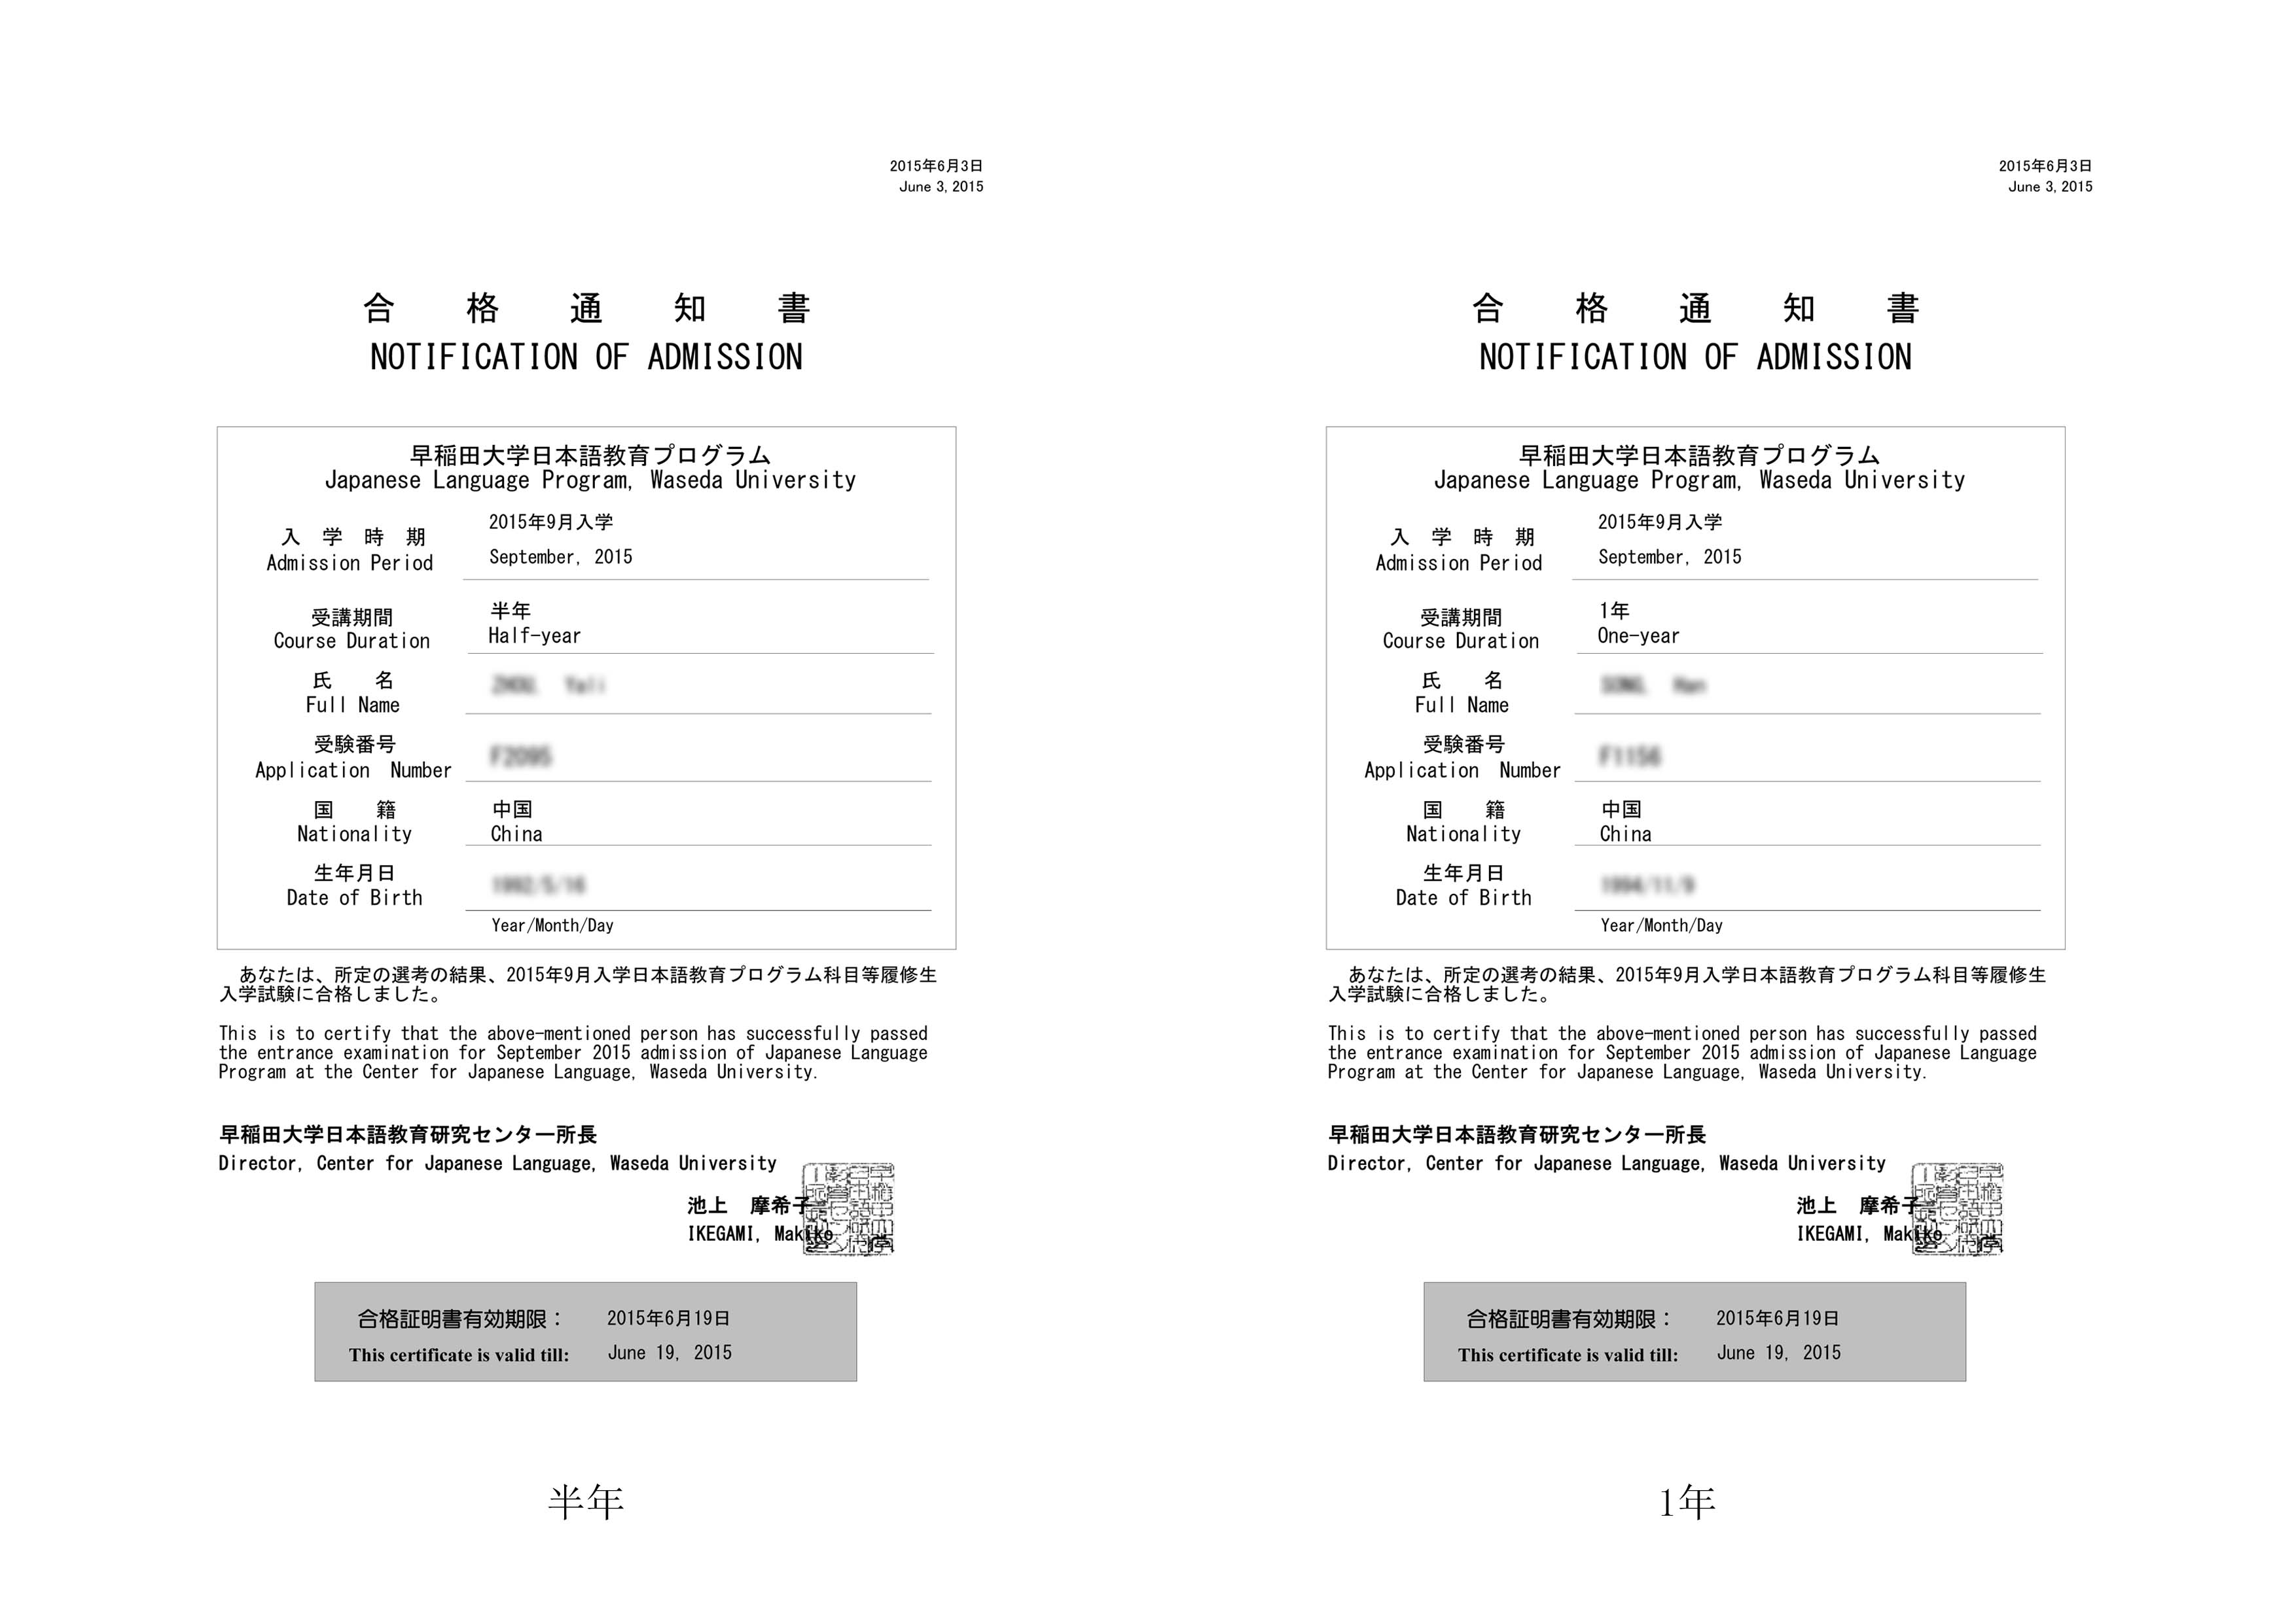 2015年6月3日
June 3, 2015
合格通知書
NOTIFICATION OF ADMISSION
早稲田大学日本語教育プログラム
Japanese Language Program, Waseda University
入学時期
Admission Period
2015年9月入学
September, 2015
受講期間
Course Duration
半年
Half-year
氏名
Full Name
受験番号
Application Number
国籍
Nationality
中国
China
生年月日
Date of Birth
Year/Month/Day
あなたは、所定の選考の結果、2015年9月入学日本語教育プログラム科目等履修生
入学試験に合格しました。
This is to certify that the above-mentioned person has successfully passed
the entrance examination for September 2015 admission of Japanese Language
Program at the Center for Japanese Language, Waseda University.
早稲田大学日本語教育研究センター所長
Director, Center for Japanese Language, Waseda University
池上 摩希子
IKEGAMI, Makiko
合格証明書有効期限： 2015年6月19日
This certificate is valid till: June 19, 2015
半年
2015年6月3日
June 3, 2015
合格通知書
NOTIFICATION OF ADMISSION
早稲田大学日本語教育プログラム
Japanese Language Program, Waseda University
入学時期
Admission Period
2015年9月入学
September, 2015
受講期間
Course Duration
1年
One-year
氏名
Full Name
受験番号
Application Number
国籍
Nationality
中国
China
生年月日
Date of Birth
Year/Month/Day
あなたは、所定の選考の結果、2015年9月入学日本語教育プログラム科目等履修生
入学試験に合格しました。
This is to certify that the above-mentioned person has successfully passed
the entrance examination for September 2015 admission of Japanese Language
Program at the Center for Japanese Language, Waseda University.
早稲田大学日本語教育研究センター所長
Director, Center for Japanese Language, Waseda University
池上 摩希子
IKEGAMI, Makiko
合格証明書有効期限： 2015年6月19日
This certificate is valid till: June 19, 2015
1年